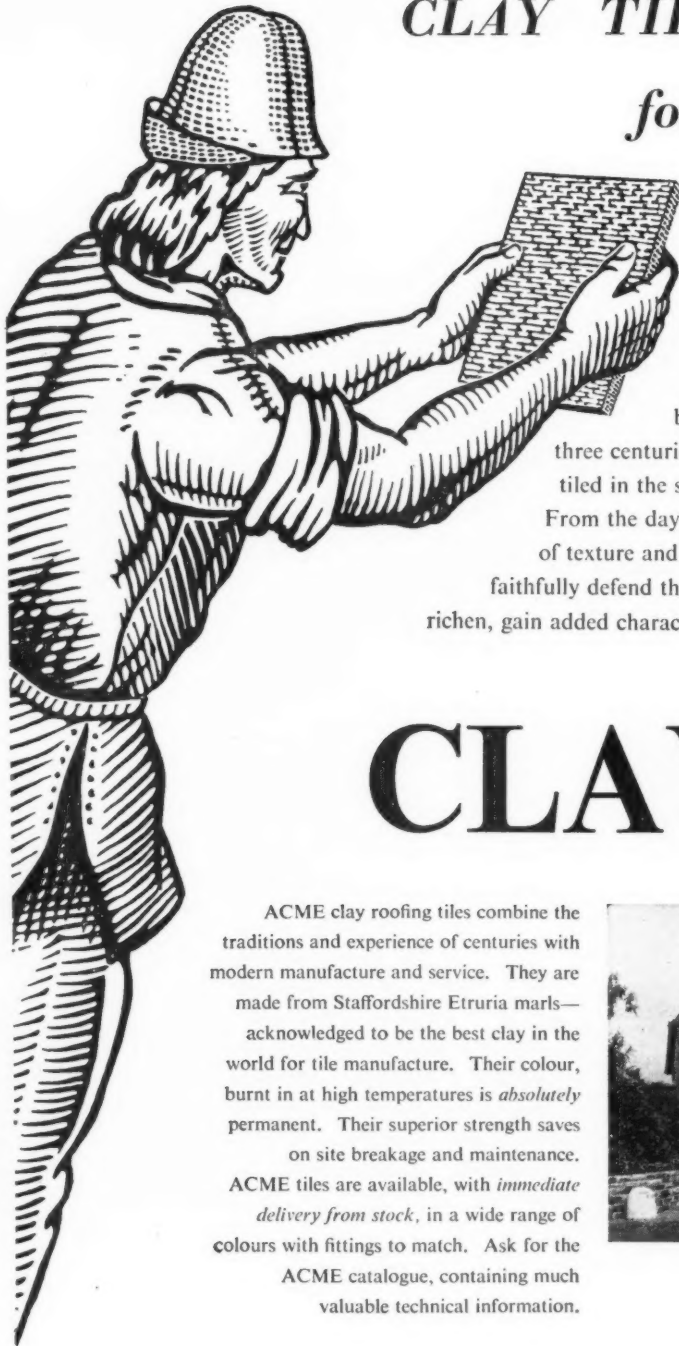 CLAY TI
fo
three centuri
tiled in the s
From the day
of texture and
faithfully defend th
richen, gain added charac
CLA
ACME clay roofing tiles combine the
traditions and experience of centuries with
modern manufacture and service. They are
made from Staffordshire Etruria marls—
acknowledged to be the best clay in the
world for tile manufacture. Their colour,
burnt in at high temperatures is absolutely
permanent. Their superior strength saves
on site breakage and maintenance.
ACME tiles are available, with immediate
delivery from stock, in a wide range of
colours with fittings to match. Ask for the
ACME catalogue, containing much
valuable technical information.